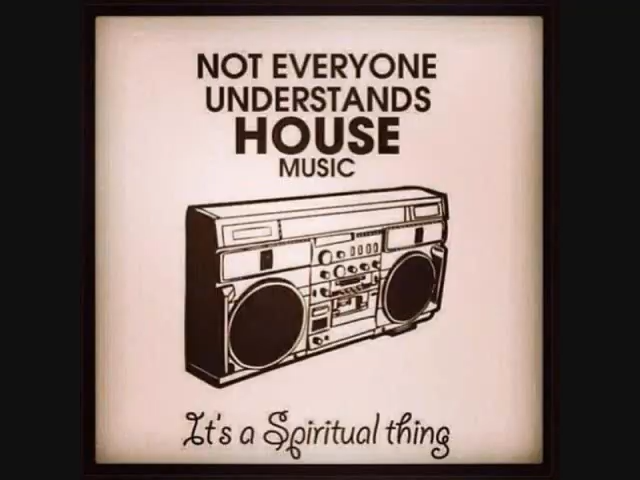 NOT EVERYONE
UNDERSTANDS
HOUSE
MUSIC
It's a Spiritual thing